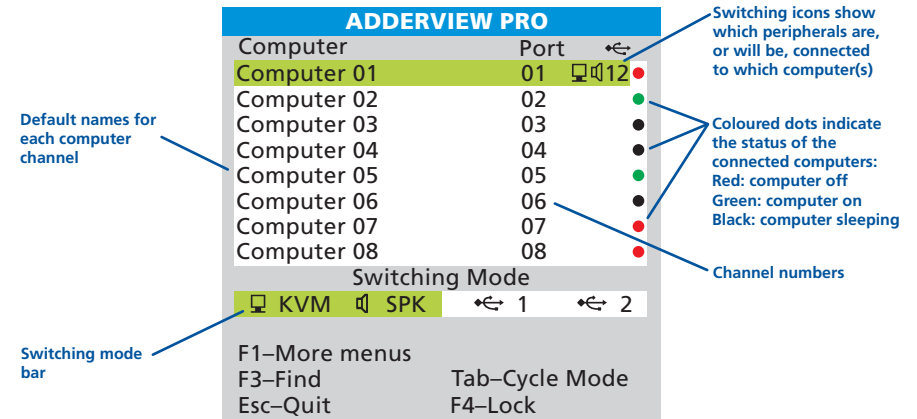 ADDERVIEW PRO
Computer Port
Computer 01 01 12
Computer 02 02
Computer 03 03
Computer 04 04
Computer 05 05
Computer 06 06
Computer 07 07
Computer 08 08
Switching Mode
KVM SPK 1 2
F1–More menus
F3–Find Tab–Cycle Mode
Esc–Quit F4–Lock
Default names for
each computer
channel
Switching mode
bar
Switching icons show
which peripherals are,
or will be, connected
to which computer(s)
Coloured dots indicate
the status of the
connected computers:
Red: computer off
Green: computer on
Black: computer sleeping
Channel numbers